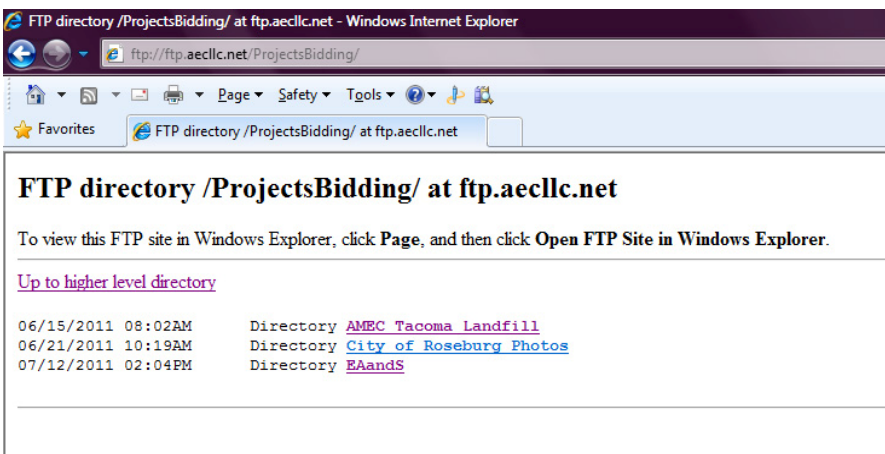 FTP directory /ProjectsBidding/ at ftp.aecllc.net - Windows Internet Explorer
ftp://ftp.aecllc.net/ProjectsBidding/
Page Safety Tools
Favorites FTP directory /ProjectsBidding/ at ftp.aecllc.net
FTP directory /ProjectsBidding/ at ftp.aecllc.net
To view this FTP site in Windows Explorer, click Page, and then click Open FTP Site in Windows Explorer.
Up to higher level directory
06/15/2011 08:02AM Directory AMEC Tacoma Landfill
06/21/2011 10:19AM Directory City of Roseburg Photos
07/12/2011 02:04PM Directory EAandS